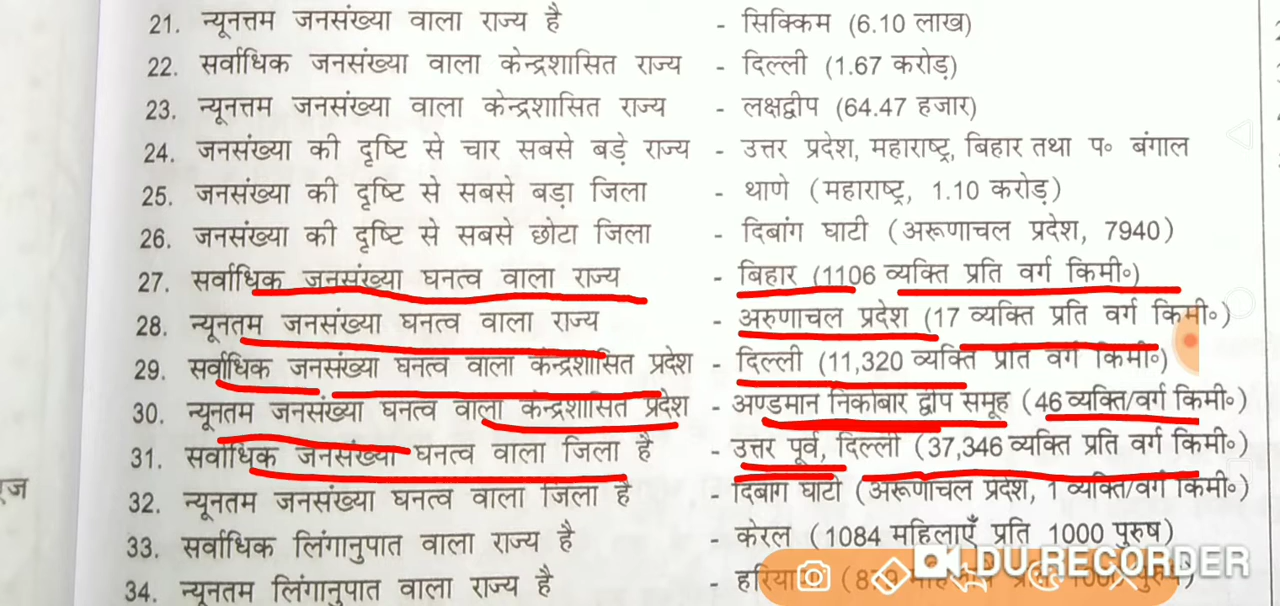 21. न्यूनत्तम जनसंख्या वाला राज्य है - सिक्किम (6.10 लाख)
22. सर्वाधिक जनसंख्या वाला केन्द्रशासित राज्य - दिल्ली (1.67 करोड़)
23. न्यूनत्तम जनसंख्या वाला केन्द्रशासित राज्य - लक्षद्वीप (64.47 हजार)
24. जनसंख्या की दृष्टि से चार सबसे बड़े राज्य - उत्तर प्रदेश, महाराष्ट्र, बिहार तथा प० बंगाल
25. जनसंख्या की दृष्टि से सबसे बड़ा जिला - थाणे (महाराष्ट्र, 1.10 करोड़)
26. जनसंख्या की दृष्टि से सबसे छोटा जिला - दिबांग घाटी (अरूणाचल प्रदेश, 7940)
27. सर्वाधिक जनसंख्या घनत्व वाला राज्य - बिहार (1106 व्यक्ति प्रति वर्ग किमी०)
28. न्यूनतम जनसंख्या घनत्व वाला राज्य - अरुणाचल प्रदेश (17 व्यक्ति प्रति वर्ग किमी०)
29. सर्वाधिक जनसंख्या घनत्व वाला केन्द्रशासित प्रदेश - दिल्ली (11,320 व्यक्ति प्रति वर्ग किमी०)
30. न्यूनतम जनसंख्या घनत्व वाला केन्द्रशासित प्रदेश - अण्डमान निकोबार द्वीप समूह (46 व्यक्ति/वर्ग किमी०)
31. सर्वाधिक जनसंख्या घनत्व वाला जिला है - उत्तर पूर्व, दिल्ली (37,346 व्यक्ति प्रति वर्ग किमी०)
32. न्यूनतम जनसंख्या घनत्व वाला जिला है - दिबांग घाटी (अरूणाचल प्रदेश, 1 व्यक्ति/वर्ग किमी०)
33. सर्वाधिक लिंगानुपात वाला राज्य है - केरल (1084 महिलाएँ प्रति 1000 पुरुष)
34. न्यूनतम लिंगानुपात वाला राज्य है
DU RECORDER